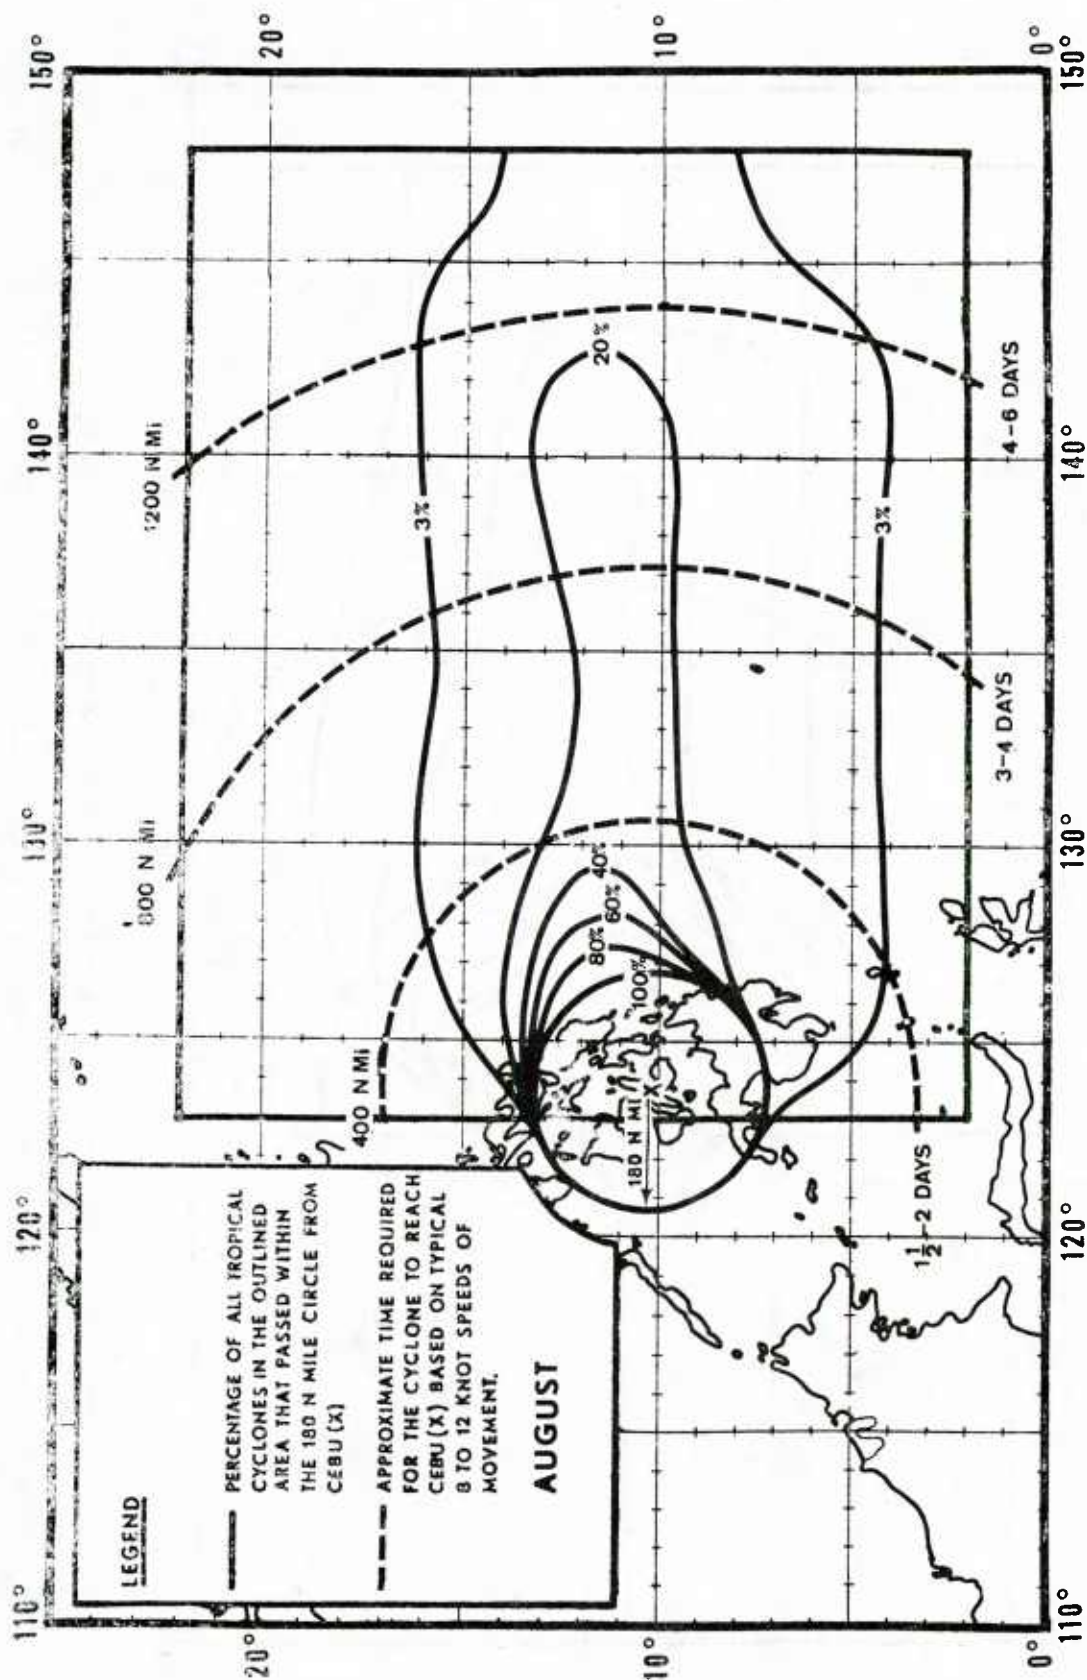 110°
120°
130°
140°
150°
20°
20°
10°
10°
0°
0°
LEGEND
PERCENTAGE OF ALL TROPICAL
CYCLONES IN THE OUTLINED
AREA THAT PASSED WITHIN
THE 180 N MILE CIRCLE FROM
CEBU (X)
APPROXIMATE TIME REQUIRED
FOR THE CYCLONE TO REACH
CEBU (X) BASED ON TYPICAL
8 TO 12 KNOT SPEEDS OF
MOVEMENT.
AUGUST
400 N Mi
800 N Mi
1200 N Mi
3%
20%
40%
60%
80%
100%
180 N Mi
X
3%
1½-2 DAYS
3-4 DAYS
4-6 DAYS
110°
120°
130°
140°
150°